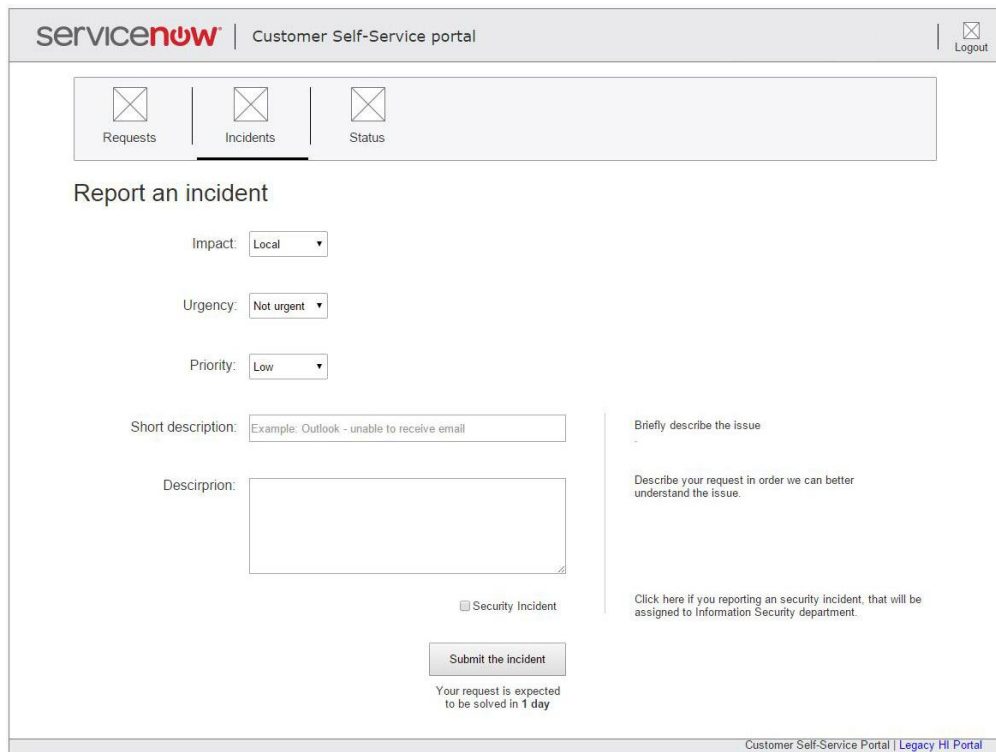 servicenow | Customer Self-Service portal
Logout
Requests
Incidents
Status
Report an incident
Impact: Local
Urgency: Not urgent
Priority: Low
Short description: Example: Outlook - unable to receive email
Briefly describe the issue
.
Descirprion:
Describe your request in order we can better
understand the issue.
Security Incident
Click here if you reporting an security incident, that will be
assigned to Information Security department.
Submit the incident
Your request is expected
to be solved in 1 day
Customer Self-Service Portal | Legacy HI Portal